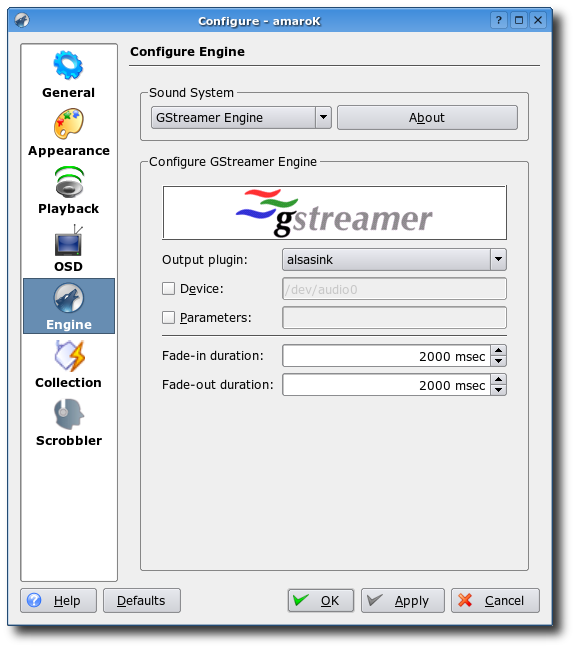 Configure - amaroK
General
Appearance
Playback
OSD
Engine
Collection
Scrobbler
Configure Engine
Sound System
GStreamer Engine
About
Configure GStreamer Engine
gstreamer
Output plugin:
alsasink
Device:
/dev/audio0
Parameters:
Fade-in duration:
2000 msec
Fade-out duration:
2000 msec
Help
Defaults
OK
Apply
Cancel